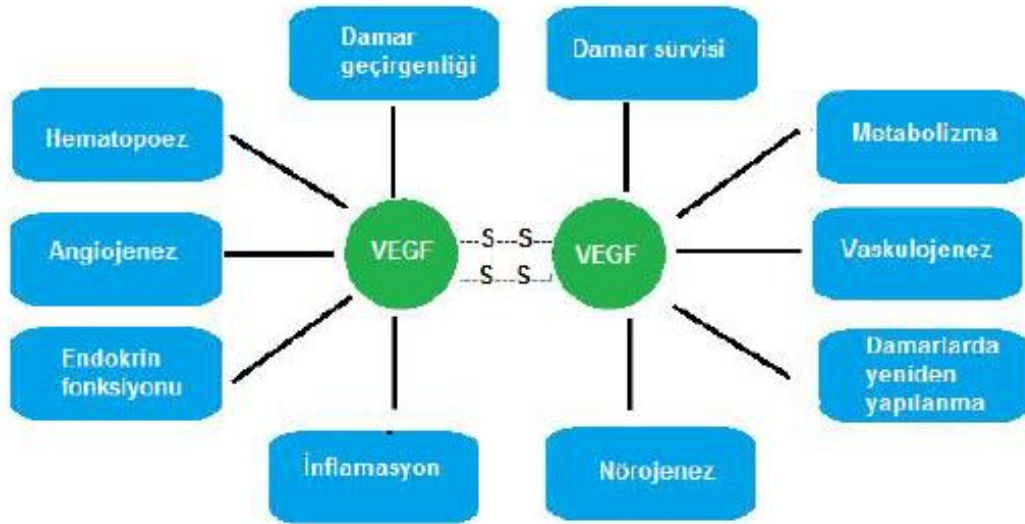 Damar
geçirgenliği
Damar sürvisi
Hematopoez
Metabolizma
Angiojenez
VEGF
S S
S S
VEGF
Vaskulojenez
Endokrin
fonksiyonu
Damarlarda
yeniden
yapılanma
İnflamasyon
Nörojenez